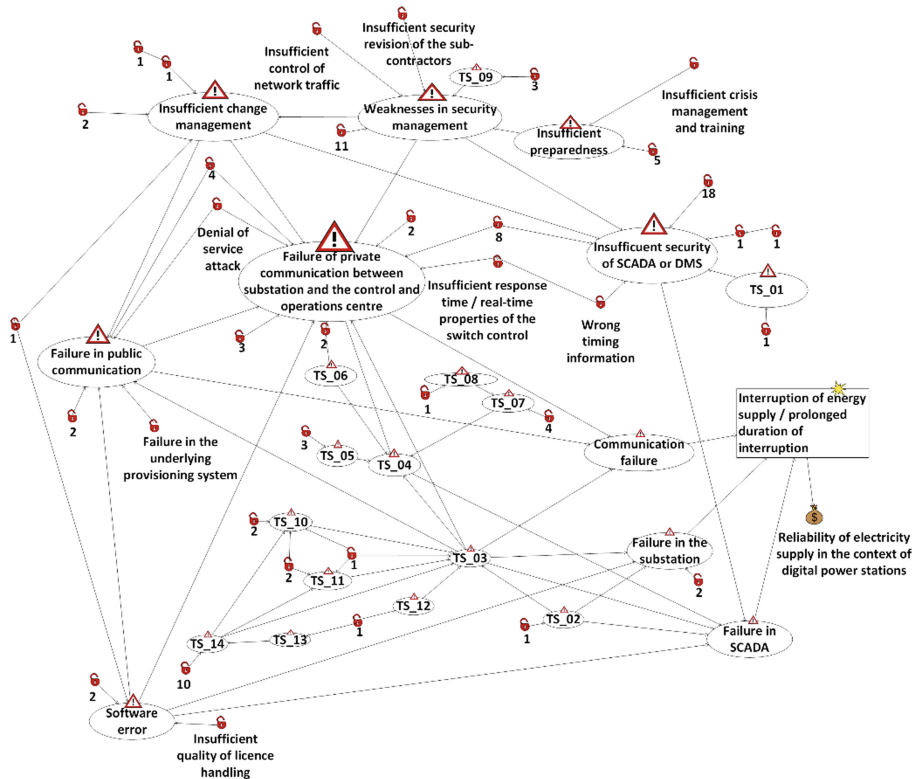 Insufficient security
revision of the sub-
contractors
Insufficient
control of
network traffic
1
1
TS_09
3
Insufficient crisis
management
and training
2
Insufficient change
management
Weaknesses in security
management
11
Insufficient
preparedness
5
4
18
Denial of
service
attack
2
8
1
1
Failure of private
communication between
substation and the control and
operations centre
Insufficuent security
of SCADA or DMS
Insufficient response
time / real-time
properties of the
switch control
TS_01
1
Wrong
timing
information
1
3
2
Failure in public
communication
TS_06
TS_08
1
TS_07
4
2
Failure in the
underlying
provisioning system
3
TS_05
TS_04
Communication
failure
Interruption of energy
supply / prolonged
duration of
interruption
$
Reliability of electricity
supply in the context of
digital power stations
2
TS_10
1
TS_03
Failure in the
substation
2
2
TS_11
TS_12
1
TS_02
1
TS_14
TS_13
10
Failure in
SCADA
2
Software
error
Insufficient
quality of licence
handling